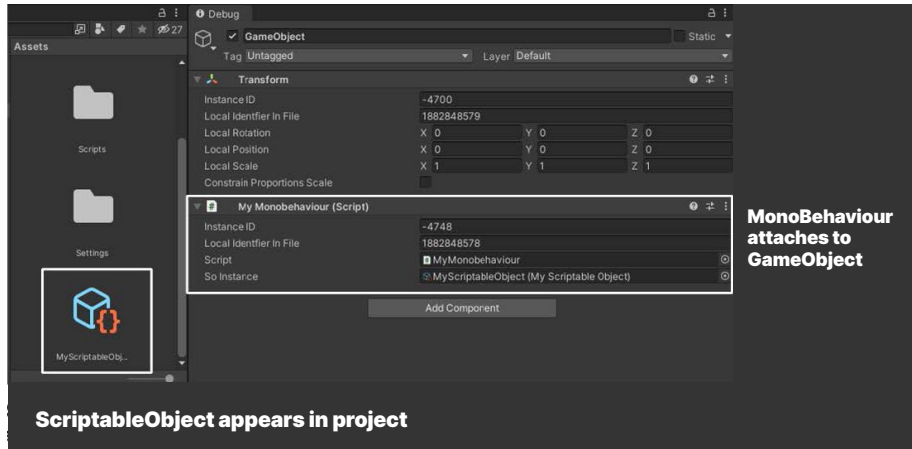 Debug
27
Assets
GameObject
Static
Tag Untagged
Layer Default
Transform
Instance ID -4700
Local Identfier In File 1882848579
Local Rotation X 0 Y 0 Z 0
Local Position X 0 Y 0 Z 0
Local Scale X 1 Y 1 Z 1
Constrain Proportions Scale
Scripts
My Monobehaviour (Script)
Instance ID -4748
Local Identfier In File 1882848578
Script MyMonobehaviour
So Instance MyScriptableObject (My Scriptable Object)
Settings
Add Component
MyScriptableObj...
MonoBehaviour
attaches to
GameObject
ScriptableObject appears in project